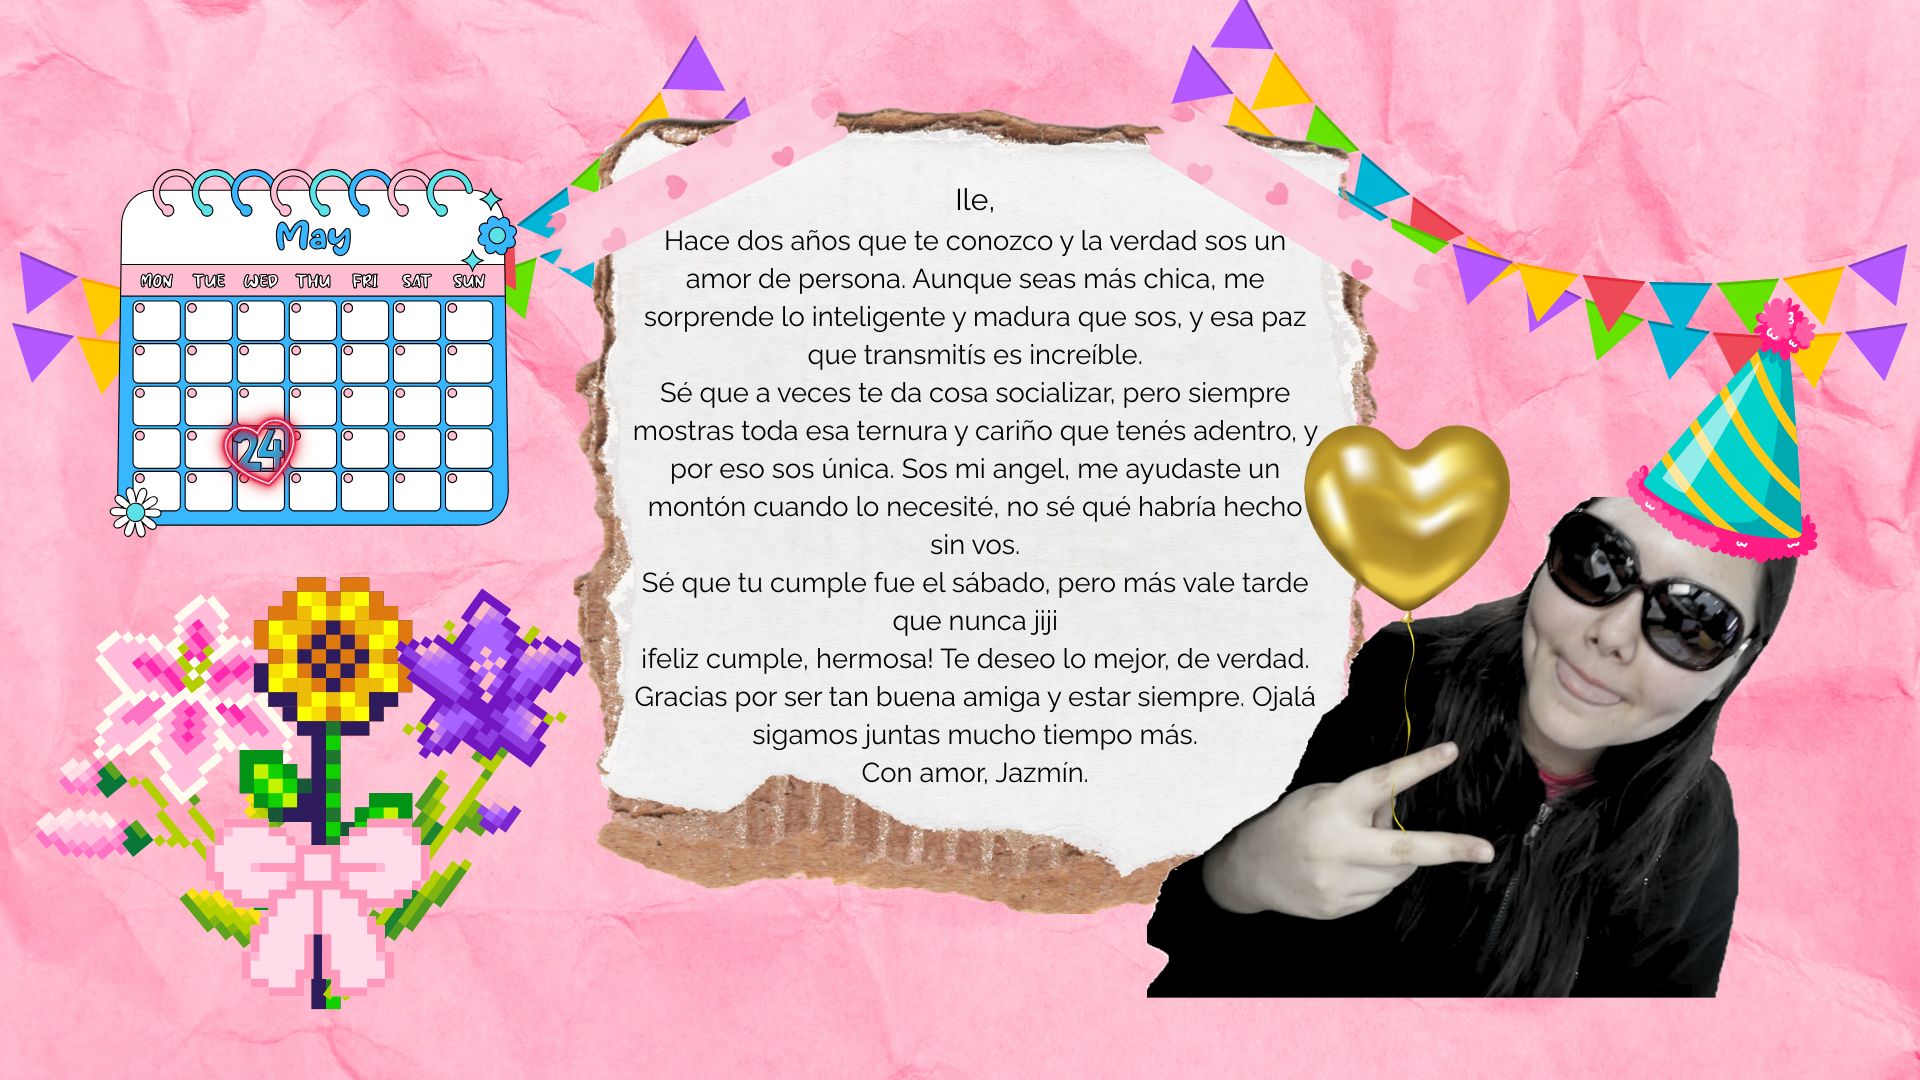 May
MON TUE WED THU FRI SAT SUN
24
Ile,
Hace dos años que te conozco y la verdad sos un
amor de persona. Aunque seas más chica, me
sorprende lo inteligente y madura que sos, y esa paz
que transmitís es increíble.
Sé que a veces te da cosa socializar, pero siempre
mostras toda esa ternura y cariño que tenés adentro, y
por eso sos única. Sos mi angel, me ayudaste un
montón cuando lo necesité, no sé qué habría hecho
sin vos.
Sé que tu cumple fue el sábado, pero más vale tarde
que nunca jiji
¡feliz cumple, hermosa! Te deseo lo mejor, de verdad.
Gracias por ser tan buena amiga y estar siempre. Ojalá
sigamos juntas mucho tiempo más.
Con amor, Jazmín.